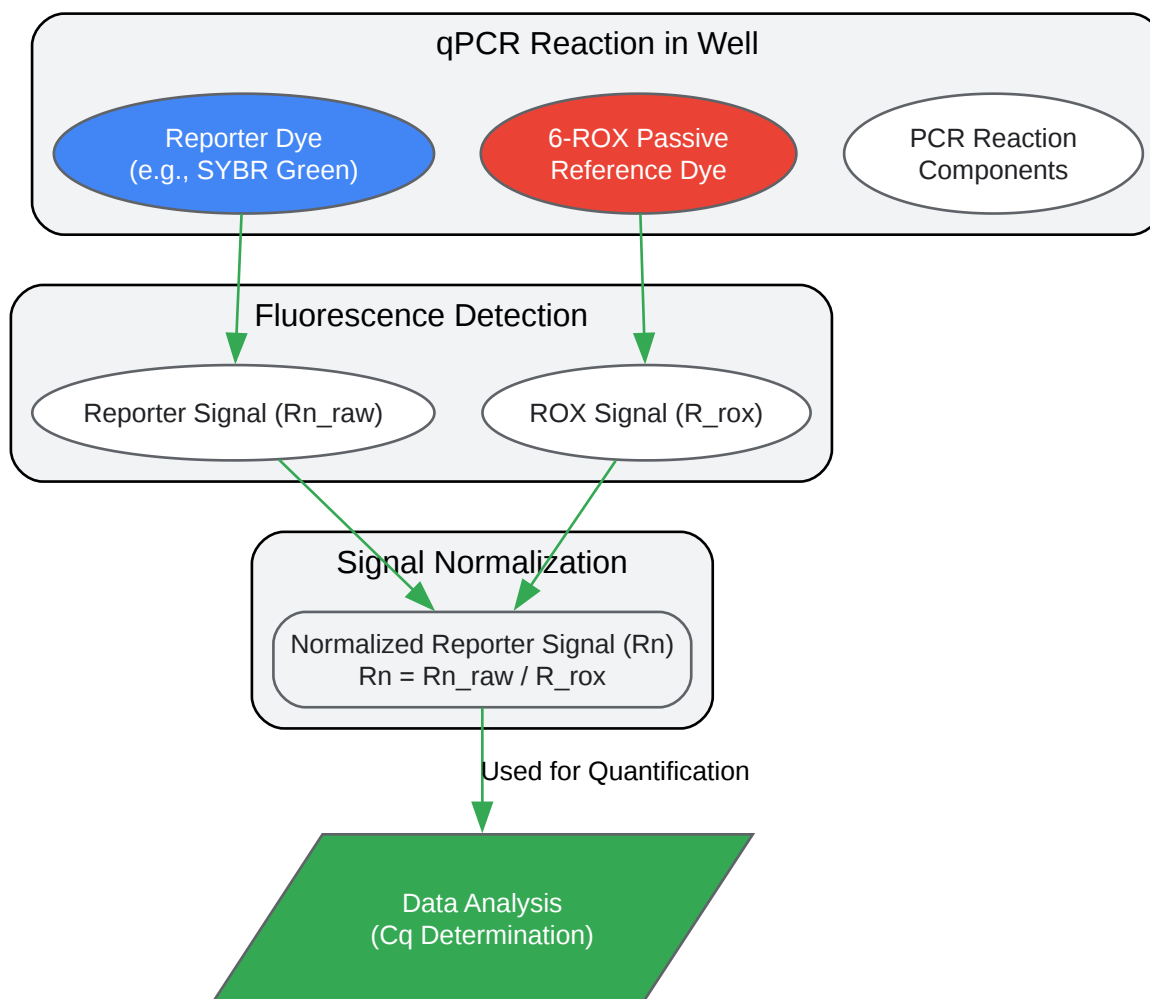 qPCR Reaction in Well
Reporter Dye
(e.g., SYBR Green)
6-ROX Passive
Reference Dye
PCR Reaction
Components
Fluorescence Detection
Reporter Signal (Rn_raw)
ROX Signal (R_rox)
Signal Normalization
Normalized Reporter Signal (Rn)
Rn = Rn_raw / R_rox
Used for Quantification
Data Analysis
(Cq Determination)